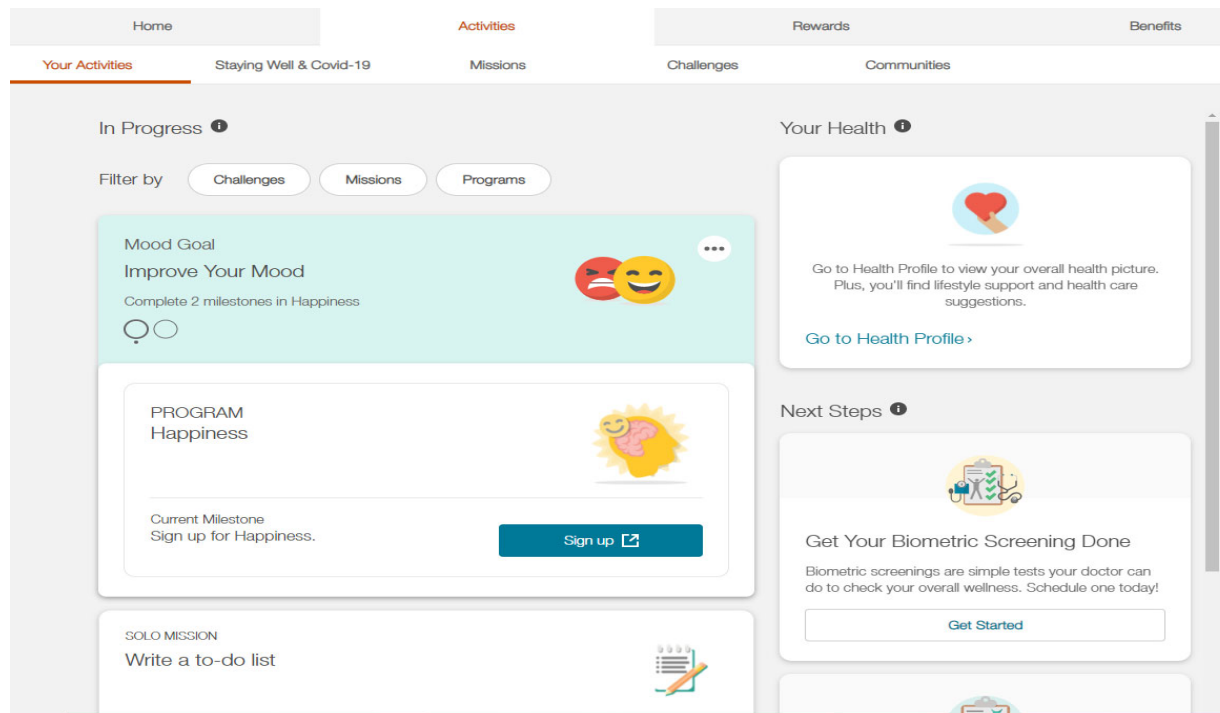 Home Activities Rewards Benefits
Your Activities Staying Well & Covid-19 Missions Challenges Communities
In Progress
Filter by Challenges Missions Programs
Mood Goal
Improve Your Mood
Complete 2 milestones in Happiness
PROGRAM
Happiness
Current Milestone
Sign up for Happiness.
Sign up
SOLO MISSION
Write a to-do list
Your Health
Go to Health Profile to view your overall health picture.
Plus, you'll find lifestyle support and health care
suggestions.
Go to Health Profile ›
Next Steps
Get Your Biometric Screening Done
Biometric screenings are simple tests your doctor can
do to check your overall wellness. Schedule one today!
Get Started